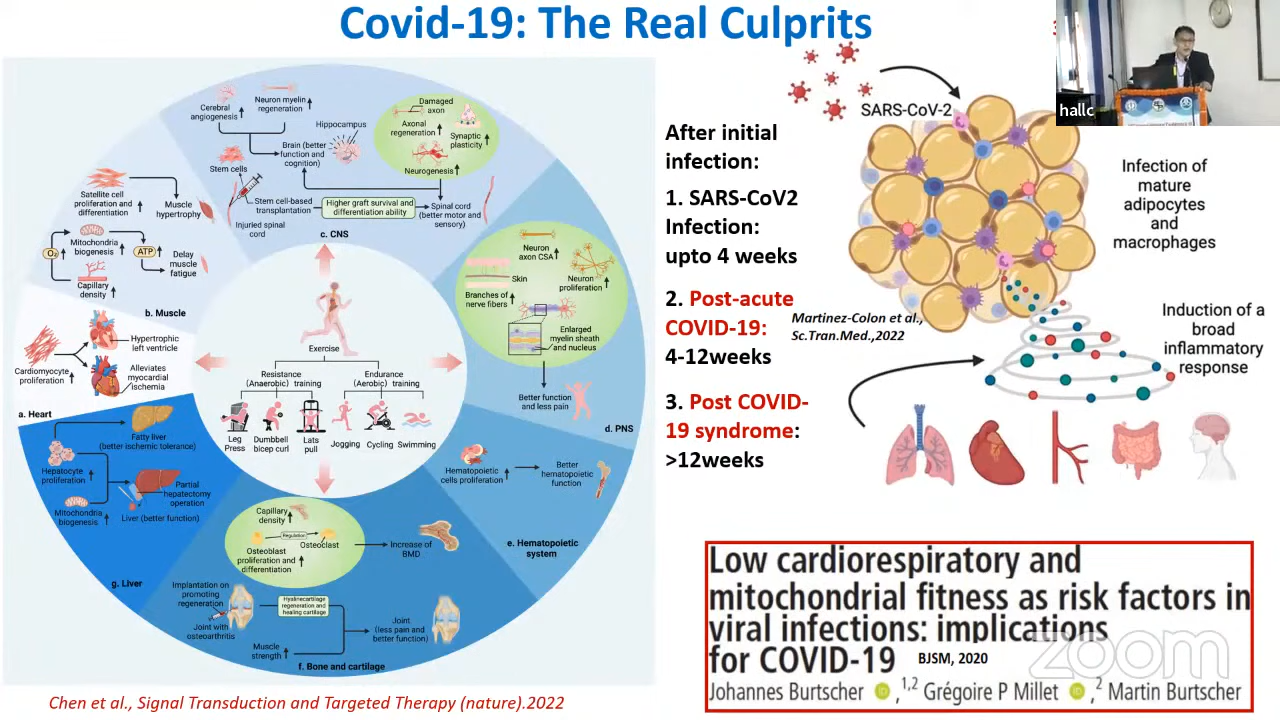 Covid-19: The Real Culprits
hallc
Cerebral
angiogenesis
Neuron myelin
regeneration
Hippocampus
Brain (better
function and
cognition)
Stem cells
Stem cell-based
transplantation
Injuried spinal
cord
Higher graft survival and
differentiation ability
Spinal cord
(better motor and
sensory)
Damaged
axon
Axonal
regeneration
Synaptic
plasticity
Neurogenesis
c. CNS
Satellite cell
proliferation and
differentiation
Muscle
hypertrophy
Mitochondria
biogenesis
O₂
ATP
Delay
muscle
fatigue
Capillary
density
b. Muscle
Hypertrophic
left ventricle
Cardiomyocyte
proliferation
Alleviates
myocardial
ischemia
a. Heart
Neuron
axon CSA
Neuron
proliferation
Skin
Branches of
nerve fibers
Enlarged
myelin sheath
and nucleus
Better function
and less pain
d. PNS
Exercise
Resistance
(Anaerobic) training
Endurance
(Aerobic) training
Leg
Press
Dumbbell
bicep curl
Lats
pull
Jogging
Cycling
Swimming
Fatty liver
(better ischemic tolerance)
Hepatocyte
proliferation
Partial
hepatectomy
operation
Mitochondria
biogenesis
Liver (better function)
g. Liver
Hematopoietic
cells proliferation
Better
hematopoietic
function
e. Hematopoietic
system
Capillary
density
Regulation
Osteoclast
Osteoblast
proliferation and
differentiation
Increase of
BMD
Implantation on
promoting
regeneration
Hyalinecartilage
regeneration and
healing cartilage
Joint with
osteoarthritis
Joint
(less pain and
better function)
Muscle
strength
f. Bone and cartilage
Chen et al., Signal Transduction and Targeted Therapy (nature).2022
After initial
infection:
1. SARS-CoV2
Infection:
upto 4 weeks
2. Post-acute
COVID-19:
4-12weeks
3. Post COVID-
19 syndrome:
>12weeks
Martinez-Colon et al.,
Sc.Tran.Med.,2022
SARS-CoV-2
Infection of
mature
adipocytes
and
macrophages
Induction of a
broad
inflammatory
response
Low cardiorespiratory and
mitochondrial fitness as risk factors in
viral infections: implications
for COVID-19 BJSM, 2020
Johannes Burtscher ,1,2 Grégoire P Millet ,2 Martin Burtscher
zoom